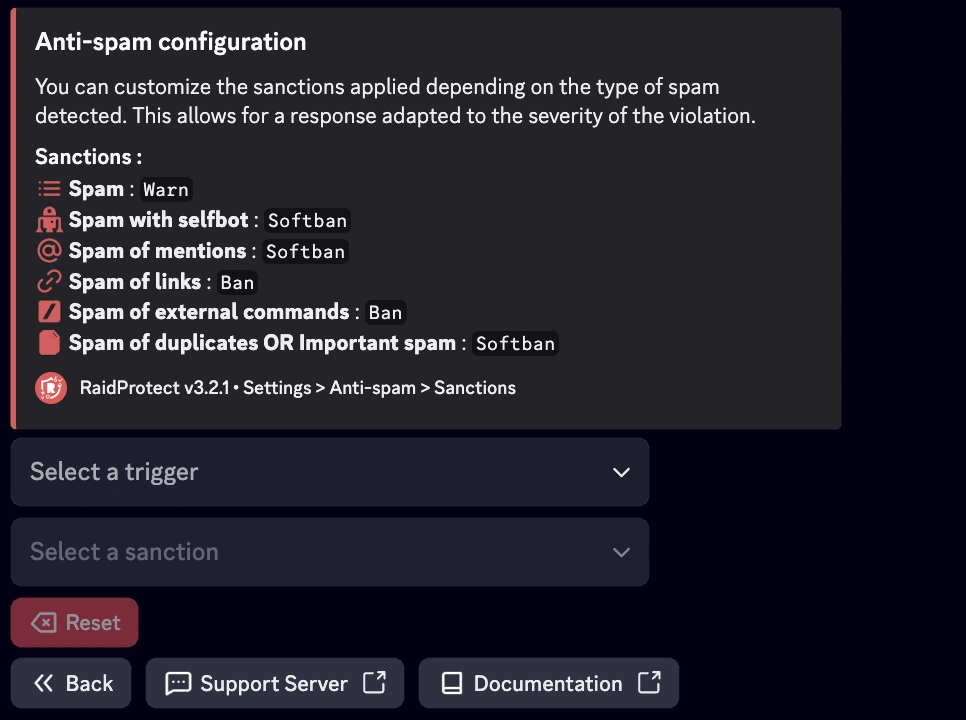 Anti-spam configuration
You can customize the sanctions applied depending on the type of spam
detected. This allows for a response adapted to the severity of the violation.
Sanctions :
Spam : Warn
Spam with selfbot : Softban
Spam of mentions : Softban
Spam of links : Ban
Spam of external commands : Ban
Spam of duplicates OR Important spam : Softban
RaidProtect v3.2.1 • Settings > Anti-spam > Sanctions
Select a trigger
Select a sanction
Reset
Back Support Server Documentation